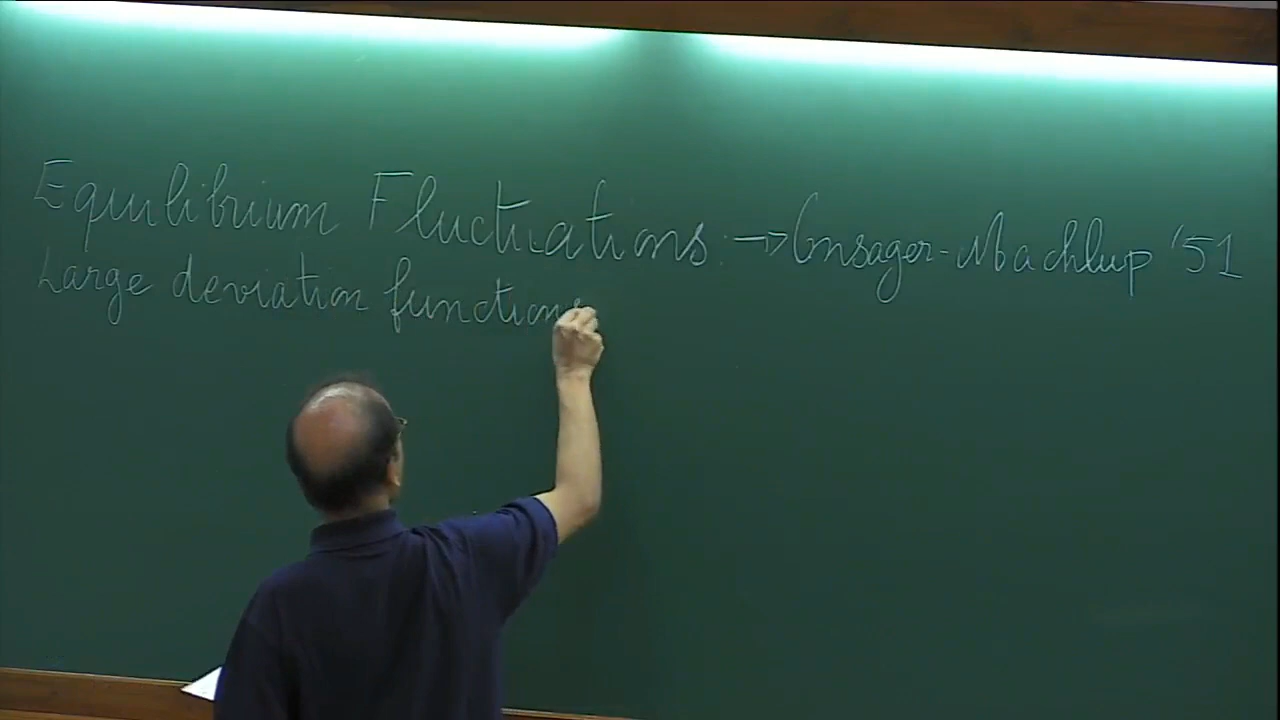 Equilibrium Fluctuations: → Onsager-Machlup '51
Large deviation functions